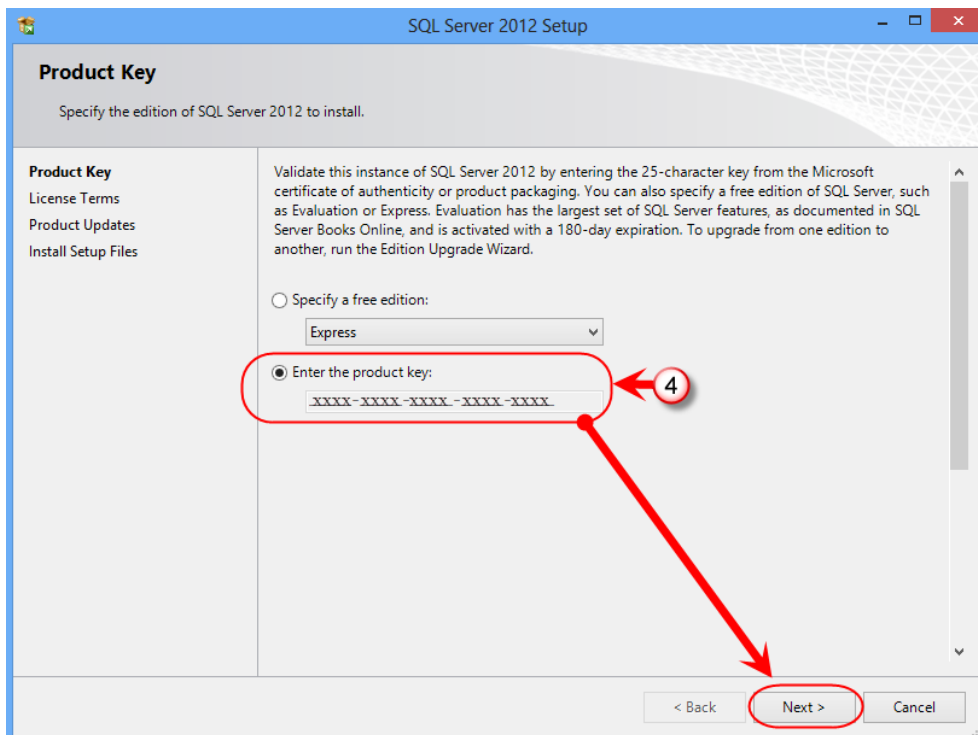 SQL Server 2012 Setup
Product Key
Specify the edition of SQL Server 2012 to install.
Product Key
License Terms
Product Updates
Install Setup Files
Validate this instance of SQL Server 2012 by entering the 25-character key from the Microsoft
certificate of authenticity or product packaging. You can also specify a free edition of SQL Server, such
as Evaluation or Express. Evaluation has the largest set of SQL Server features, as documented in SQL
Server Books Online, and is activated with a 180-day expiration. To upgrade from one edition to
another, run the Edition Upgrade Wizard.
Specify a free edition:
Express
Enter the product key:
XXXX-XXXX-XXXX-XXXX-XXXX
4
< Back
Next >
Cancel